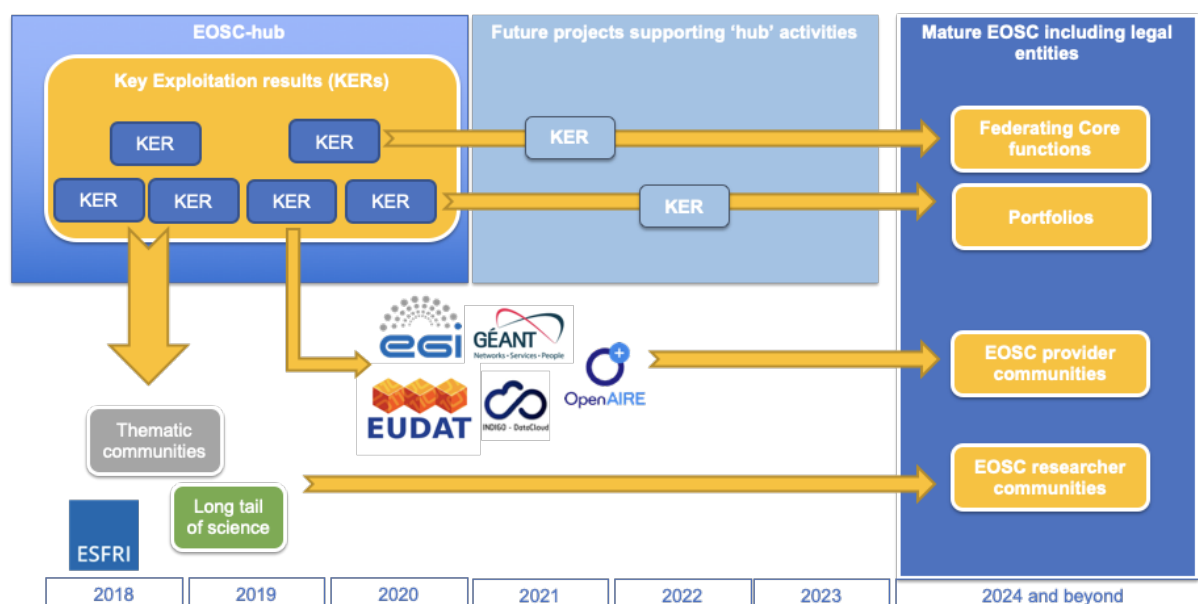 EOSC-hub
Key Exploitation results (KERs)
KER
KER
KER
KER
KER
KER
Future projects supporting ‘hub’ activities
KER
KER
Mature EOSC including legal
entities
Federating Core
functions
Portfolios
EOSC provider
communities
EOSC researcher
communities
eGI
GÉANT
Networks • Services • People
EUDAT
INDIGO - DataCloud
OpenAIRE
Thematic
communities
Long tail
of science
ESFRI
2018
2019
2020
2021
2022
2023
2024 and beyond